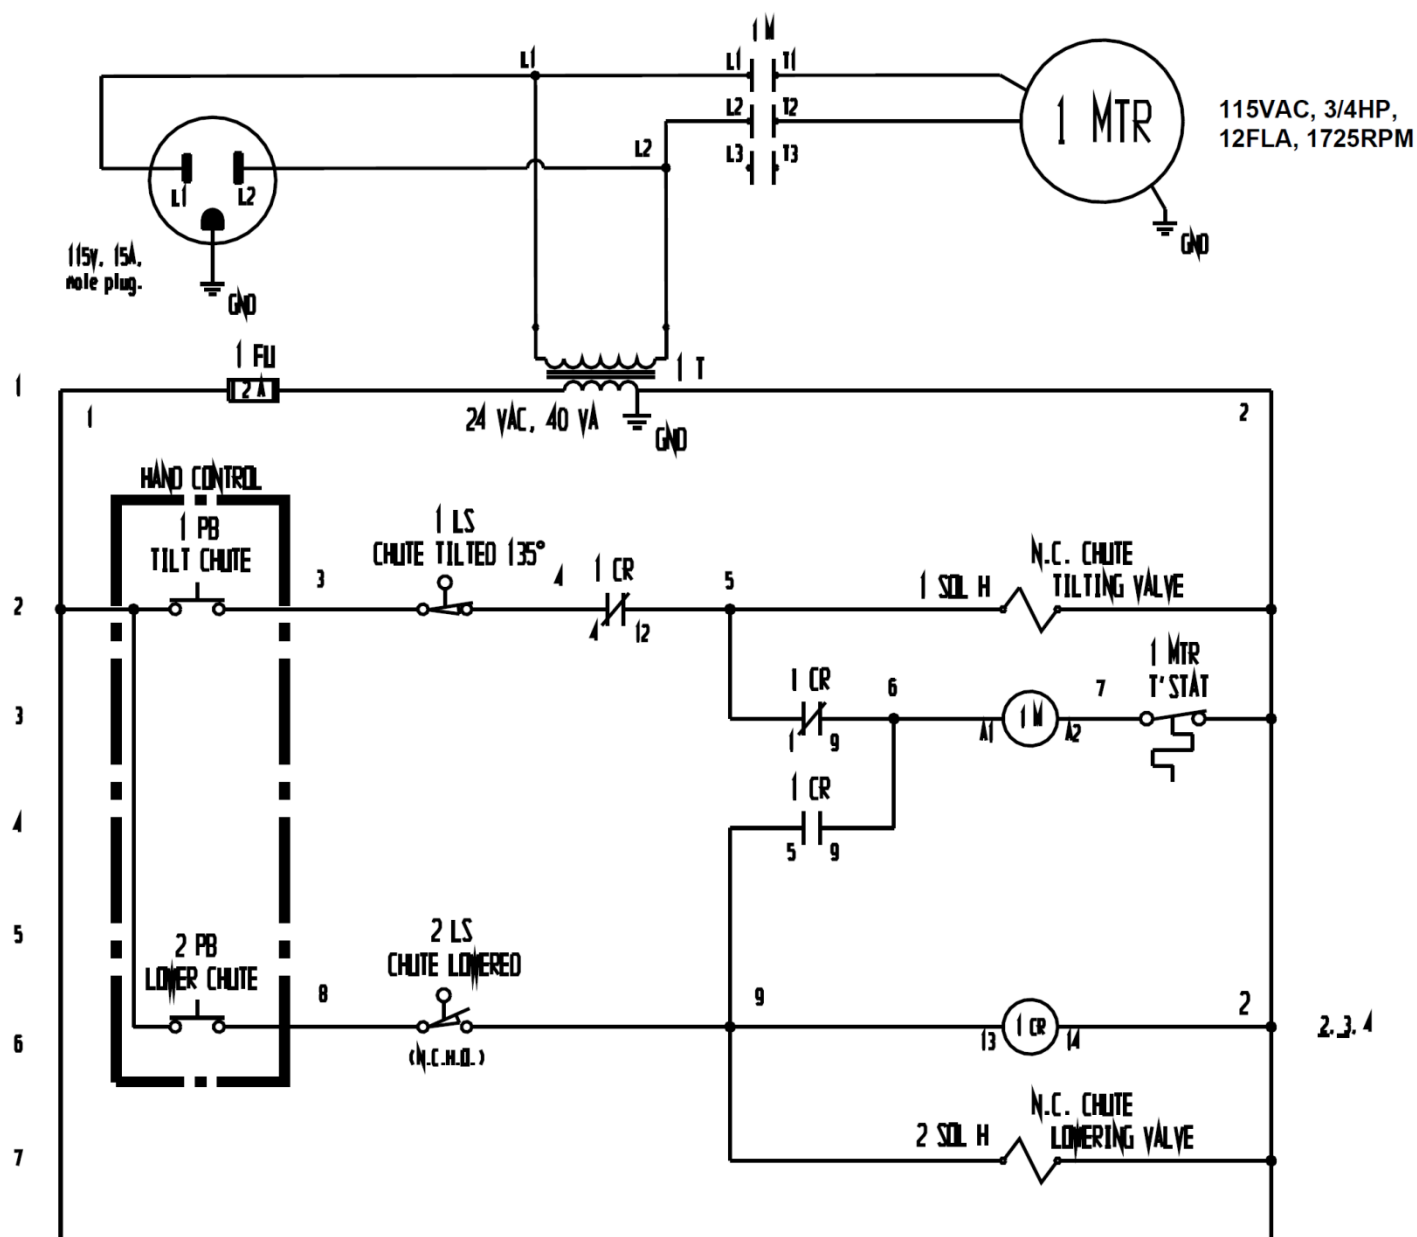 1 M
L1
L1
T1
1 MTR
115VAC, 3/4HP,
12FLA, 1725RPM
L2
T2
L2
L3
T3
L1
L2
GND
115v, 15A,
male plug.
GND
1 FU
1 T
1
2 A
1
24 VAC, 40 VA
GND
2
HAND CONTROL
1 PB
TILT CHUTE
1 LS
CHUTE TILTED 135°
3
4
1 CR
5
1 SOL H
N.C. CHUTE
TILTING VALVE
2
4
12
1 MTR
T'STAT
1 CR
6
7
3
1
9
A1
1 M
A2
1 CR
4
5
9
5
2 PB
LOWER CHUTE
2 LS
CHUTE LOWERED
8
9
2
6
(N.C.H.O.)
13
1 CR
14
2, 3, 4
N.C. CHUTE
LOWERING VALVE
2 SOL H
7